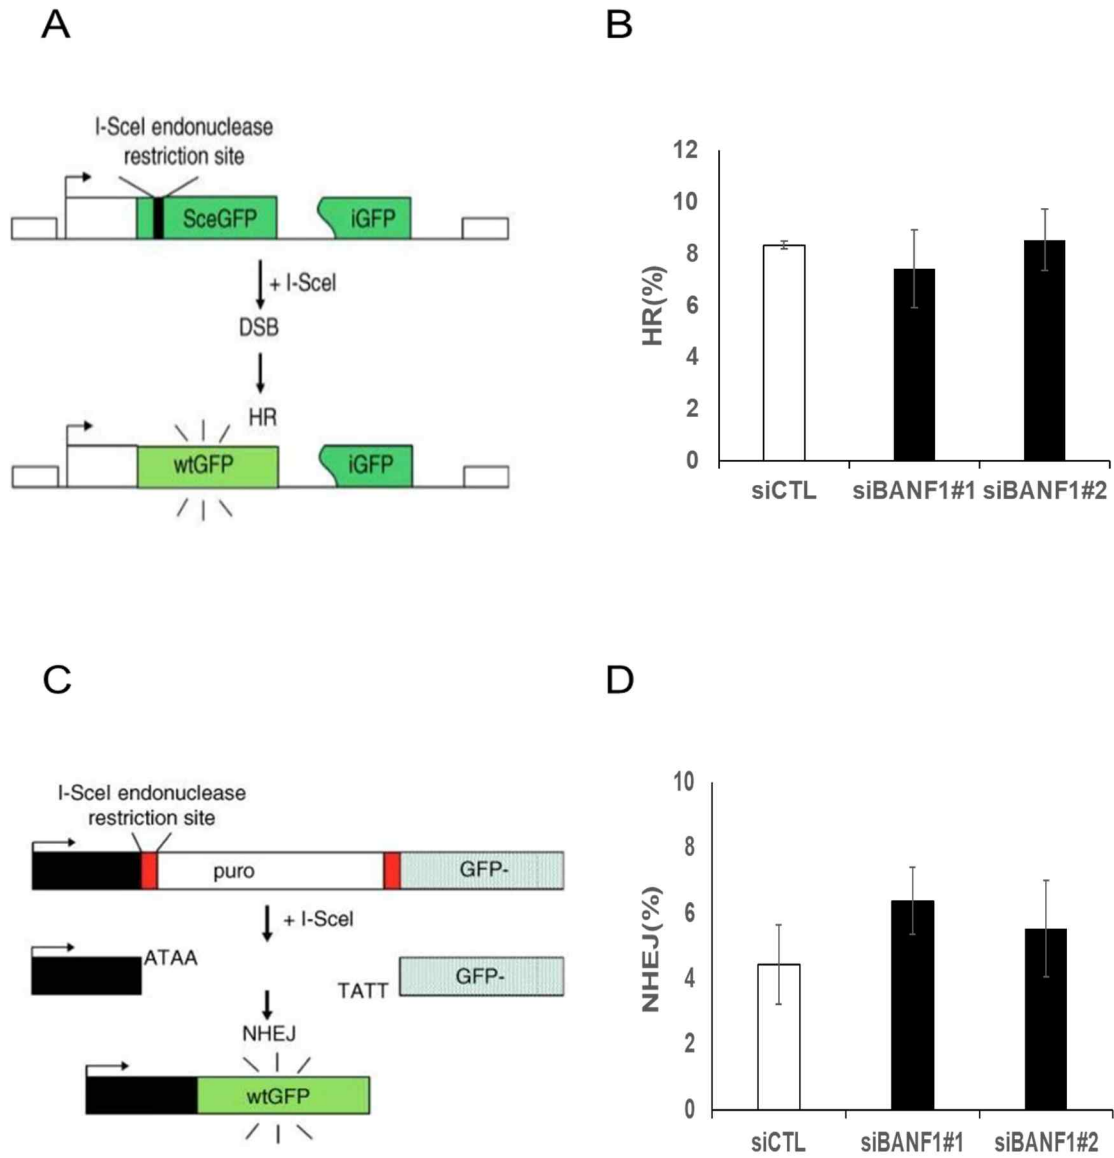 A
I-SceI endonuclease
restriction site
SceGFP
iGFP
+ I-SceI
DSB
HR
wtGFP
iGFP
B
HR(%)
12
10
8
6
4
2
0
siCTL siBANF1#1 siBANF1#2
C
I-SceI endonuclease
restriction site
puro
GFP-
+ I-SceI
ATAA
TATT
GFP-
NHEJ
wtGFP
D
NHEJ(%)
10
8
6
4
2
0
siCTL siBANF1#1 siBANF1#2